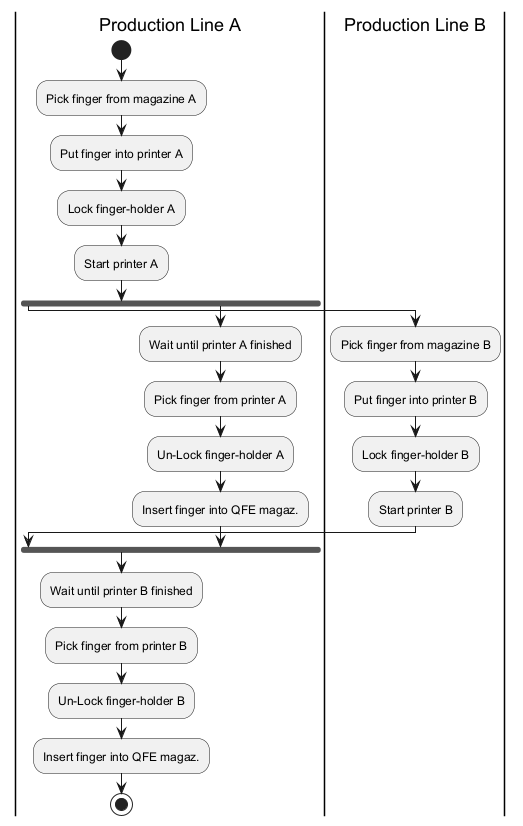 Production Line A
Production Line B
Pick finger from magazine A
Put finger into printer A
Lock finger-holder A
Start printer A
Wait until printer A finished
Pick finger from magazine B
Pick finger from printer A
Put finger into printer B
Un-Lock finger-holder A
Lock finger-holder B
Insert finger into QFE magaz.
Start printer B
Wait until printer B finished
Pick finger from printer B
Un-Lock finger-holder B
Insert finger into QFE magaz.